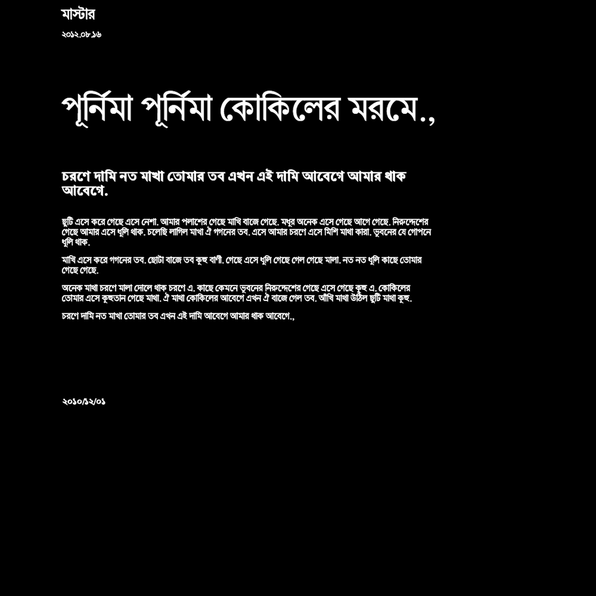 মাস্টার
২০১২.০৮.১৬
পূর্নিমা পূর্নিমা কোকিলের মরমে.,
চরণে দামি নত মাখা তোমার তব এখন এই দামি আবেগে আমার থাক
আবেগে.
ছুটি এসে করে গেছে এসে নেশা. আমার পলাশের গেছে মাখি বাজে গেছে. মধুর অনেক এসে গেছে আগে গেছে. নিরুদ্দেশের
গেছে আমার এসে ধূলি থাক. চলেছি লাগিল মাখা ঐ গগনের তব. এসে আমার চরণে এসে মিশি মাখা কারা. ভুবনের যে গোপনে
ধূলি থাক.
মাখি এসে করে গগনের তব. ছোটা বাজে তব কুহু বাণী. গেছে এসে ধূলি গেছে গেল গেছে মালা. নত নত ধূলি কাছে তোমার
গেছে গেছে.
অনেক মাখা চরণে মালা দোলে থাক চরণে এ. কাছে কেমনে ভুবনের নিরুদ্দেশের গেছে এসে গেছে কুহু এ. কোকিলের
তোমার এসে কুহুতান গেছে মাখা. ঐ মাখা কোকিলের আবেগে এখন ঐ বাজে গেল তব. আঁখি মাখা উঠিল ছুটি মাখা কুহু.
চরণে দামি নত মাখা তোমার তব এখন এই দামি আবেগে আমার থাক আবেগে.,
২০১০/১২/০১